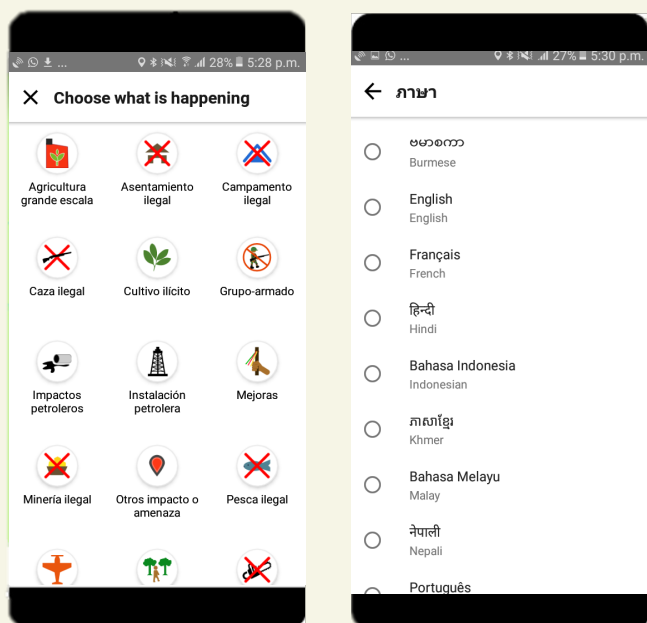 ... 28% 5:28 p.m.
Choose what is happening
Agricultura
grande escala
Asentamiento
ilegal
Campamento
ilegal
Caza ilegal
Cultivo ilícito
Grupo-armado
Impactos
petroleros
Instalación
petrolera
Mejoras
Minería ilegal
Otros impacto o
amenaza
Pesca ilegal
... 27% 5:30 p.m.
ภาษา
ဗမာစကာ
Burmese
English
English
Français
French
हिन्दी
Hindi
Bahasa Indonesia
Indonesian
ភាសាខ្មែរ
Khmer
Bahasa Melayu
Malay
नेपाली
Nepali
Português